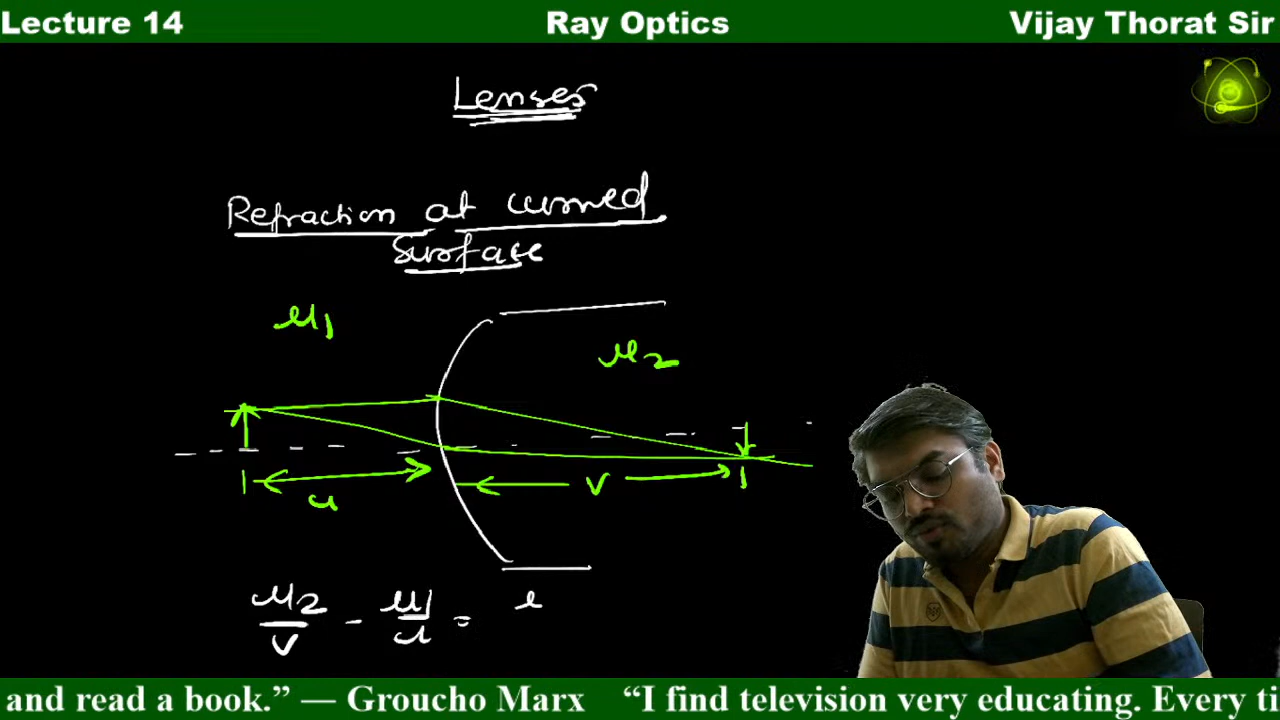 Lecture 14 Ray Optics Vijay Thorat Sir
Lenses
Refraction at curved
Surface
μ1
μ2
u
v
μ2/v - μ1/u =
and read a book.” — Groucho Marx “I find television very educating. Every ti